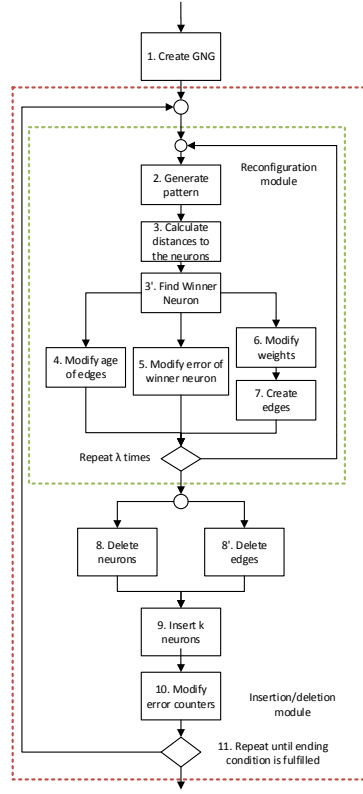 1. Create GNG
Reconfiguration
module
2. Generate
pattern
3. Calculate
distances to
the neurons
3'. Find Winner
Neuron
4. Modify age
of edges
5. Modify error of
winner neuron
6. Modify
weights
7. Create
edges
Repeat λ times
8. Delete
neurons
8'. Delete
edges
9. Insert k
neurons
10. Modify
error counters
Insertion/deletion
module
11. Repeat until ending
condition is fulfilled